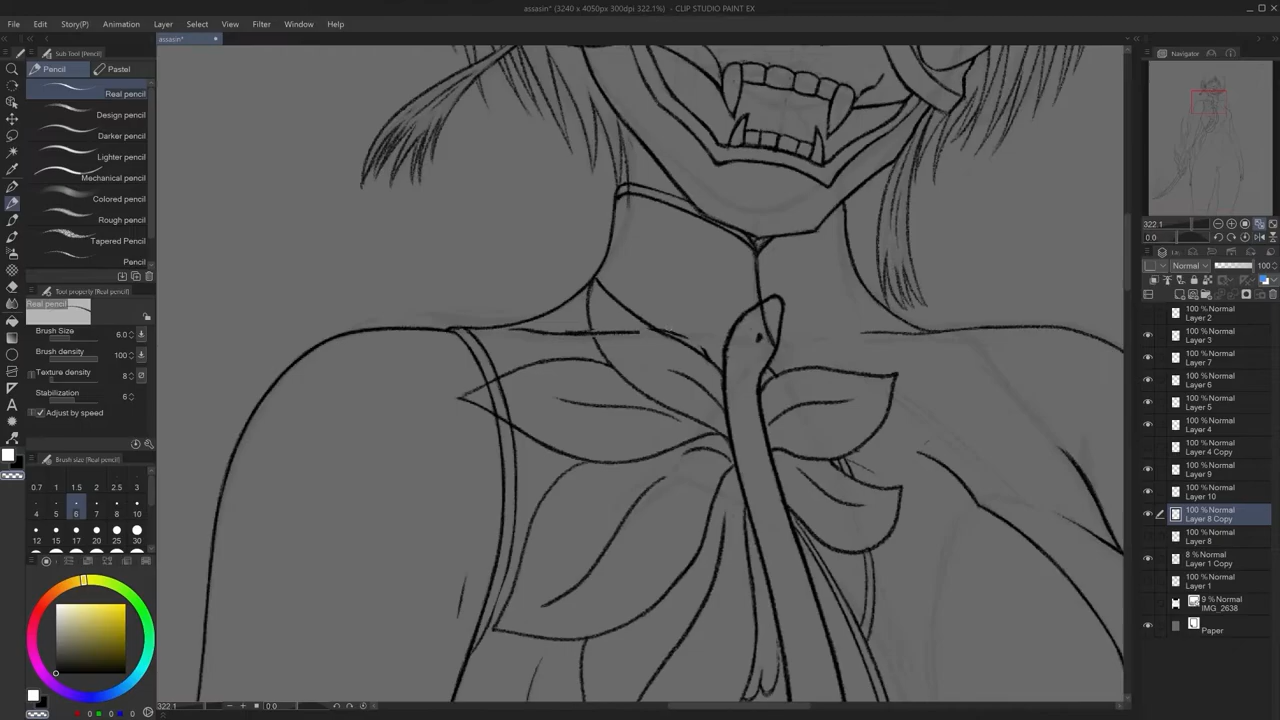 assasin* (3240 x 4050px 300dpi 322.1%) - CLIP STUDIO PAINT EX
File Edit Story(P) Animation Layer Select View Filter Window Help
assasin*
Sub Tool [Pencil]
Pencil Pastel
Real pencil
Design pencil
Darker pencil
Lighter pencil
Mechanical pencil
Colored pencil
Rough pencil
Tapered Pencil
Pencil
Tool property [Real pencil]
Real pencil
Brush Size 6.0
Brush density 100
Texture density 8
Stabilization 6
Adjust by speed
Brush size [Real pencil]
0.7 1 1.5 2 2.5 3
4 5 6 7 8 10
12 15 17 20 25 30
0 0 0
322.1 0.0
Navigator
322.1
0.0
Normal 100
100 % Normal
Layer 2
100 % Normal
Layer 3
100 % Normal
Layer 7
100 % Normal
Layer 6
100 % Normal
Layer 5
100 % Normal
Layer 4
100 % Normal
Layer 4 Copy
100 % Normal
Layer 9
100 % Normal
Layer 10
100 % Normal
Layer 8 Copy
100 % Normal
Layer 8
8 % Normal
Layer 1 Copy
100 % Normal
Layer 1
9 % Normal
IMG_2638
Paper